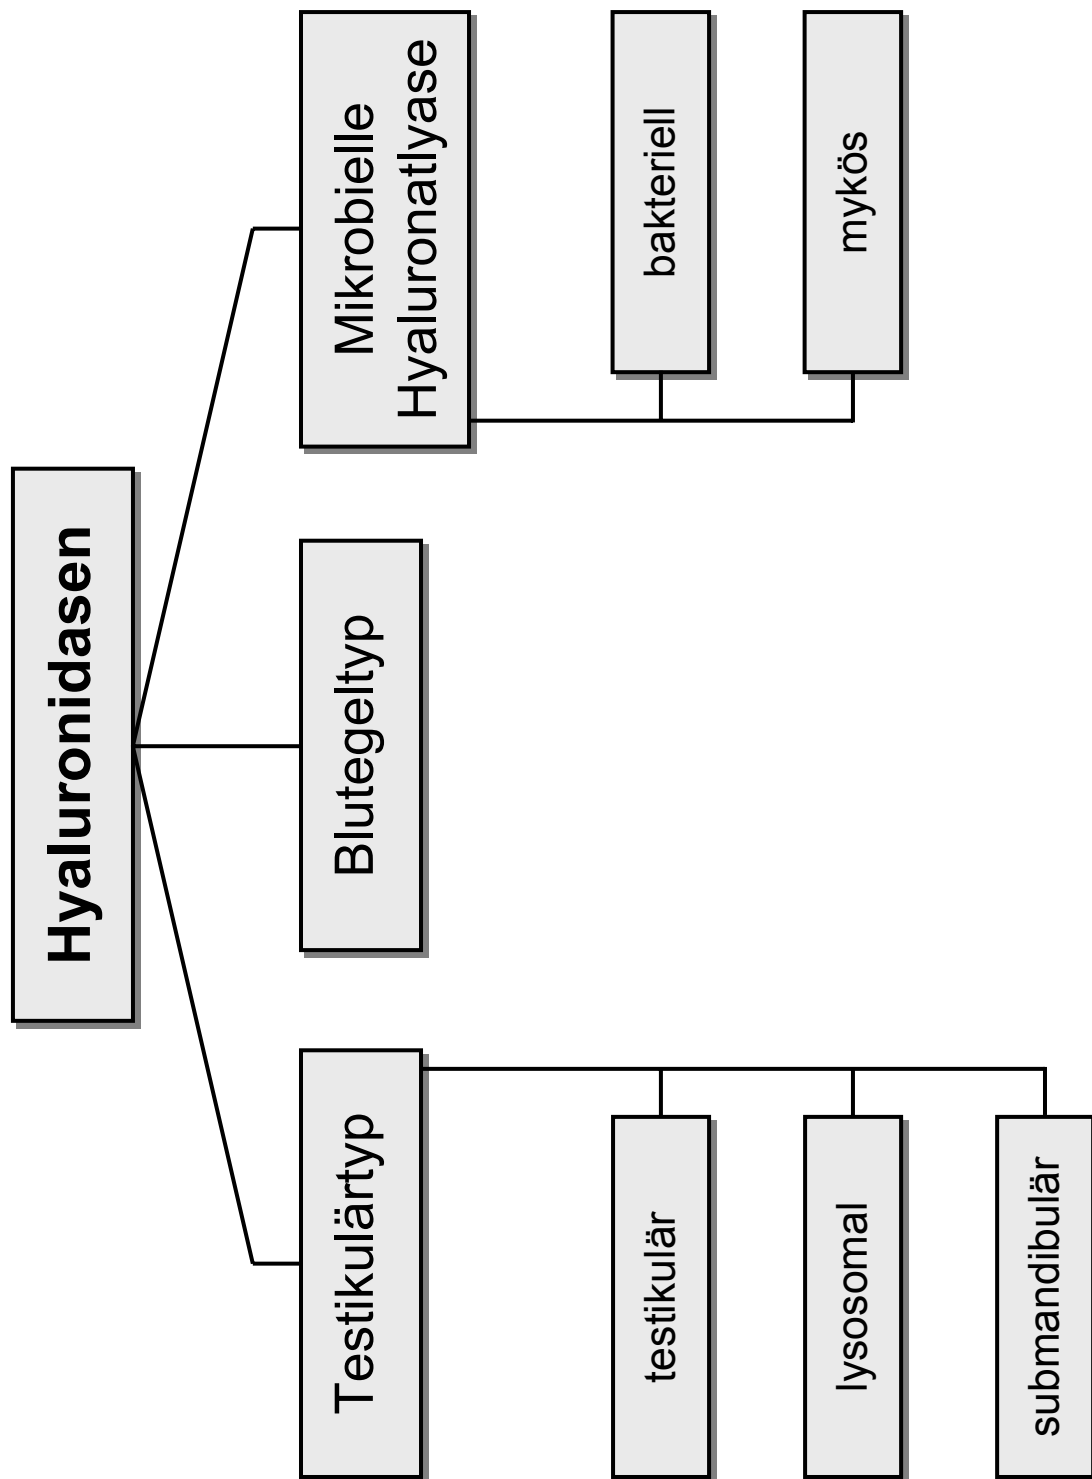 Hyaluronidasen
Testikulärtyp
Blutegeltyp
Mikrobielle
Hyaluronatlyase
testikulär
lysosomal
submandibulär
bakteriell
mykös